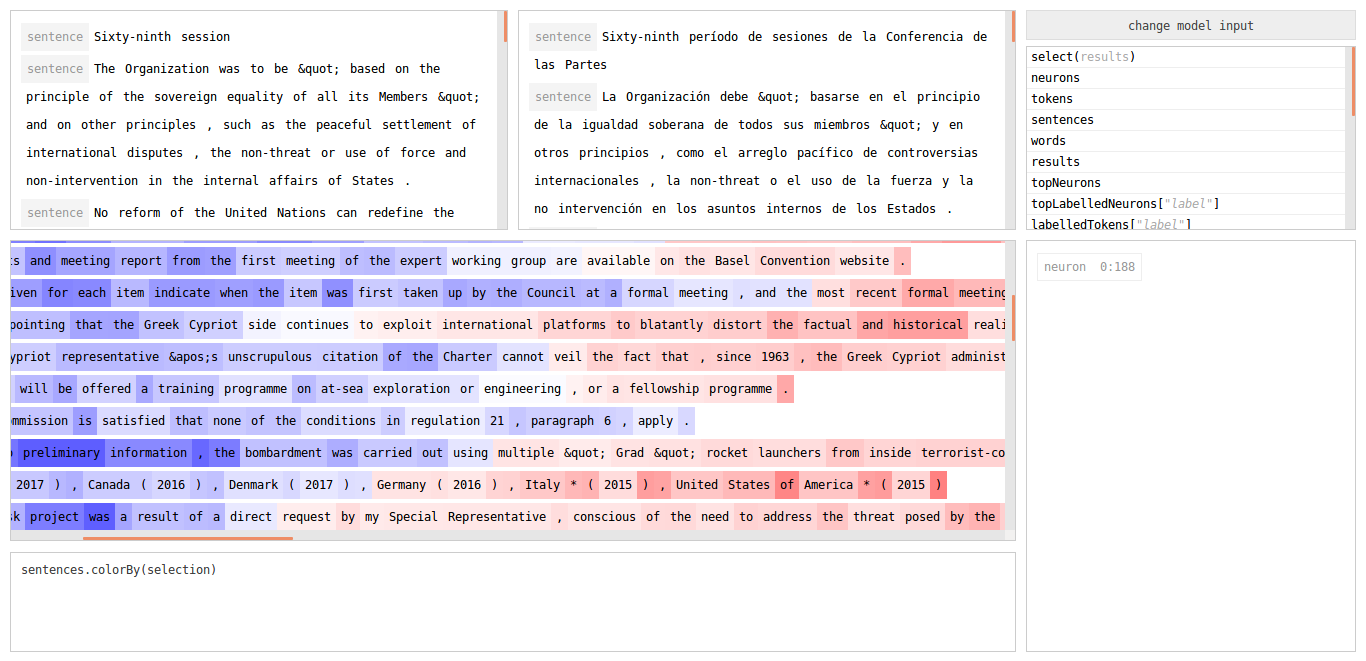 sentence Sixty-ninth session
sentence The Organization was to be &quot; based on the
principle of the sovereign equality of all its Members &quot;
and on other principles , such as the peaceful settlement of
international disputes , the non-threat or use of force and
non-intervention in the internal affairs of States .
sentence No reform of the United Nations can redefine the
sentence Sixty-ninth período de sesiones de la Conferencia de
las Partes
sentence La Organización debe &quot; basarse en el principio
de la igualdad soberana de todos sus miembros &quot; y en
otros principios , como el arreglo pacífico de controversias
internacionales , la non-threat o el uso de la fuerza y la
no intervención en los asuntos internos de los Estados .
change model input
select(results)
neurons
tokens
sentences
words
results
topNeurons
topLabelledNeurons["label"]
labelledTokens["label"]
s and meeting report from the first meeting of the expert working group are available on the Basel Convention website .
iven for each item indicate when the item was first taken up by the Council at a formal meeting , and the most recent formal meeting
pointing that the Greek Cypriot side continues to exploit international platforms to blatantly distort the factual and historical reali
ypriot representative &apos;s unscrupulous citation of the Charter cannot veil the fact that , since 1963 , the Greek Cypriot administ
will be offered a training programme on at-sea exploration or engineering , or a fellowship programme .
mmission is satisfied that none of the conditions in regulation 21 , paragraph 6 , apply .
preliminary information , the bombardment was carried out using multiple &quot; Grad &quot; rocket launchers from inside terrorist-co
2017 ) , Canada ( 2016 ) , Denmark ( 2017 ) , Germany ( 2016 ) , Italy * ( 2015 ) , United States of America * ( 2015 )
k project was a result of a direct request by my Special Representative , conscious of the need to address the threat posed by the
neuron 0:188
sentences.colorBy(selection)